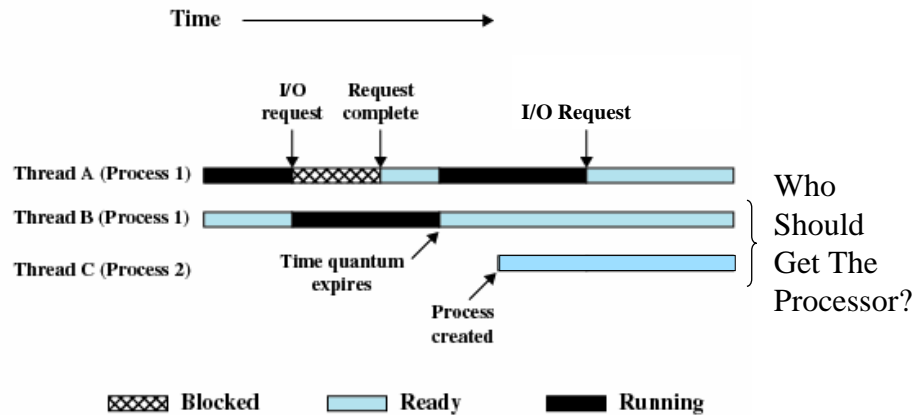 Time
I/O
request
Request
complete
I/O Request
Thread A (Process 1)
Thread B (Process 1)
Thread C (Process 2)
Time quantum
expires
Process
created
Who
Should
Get The
Processor?
Blocked
Ready
Running